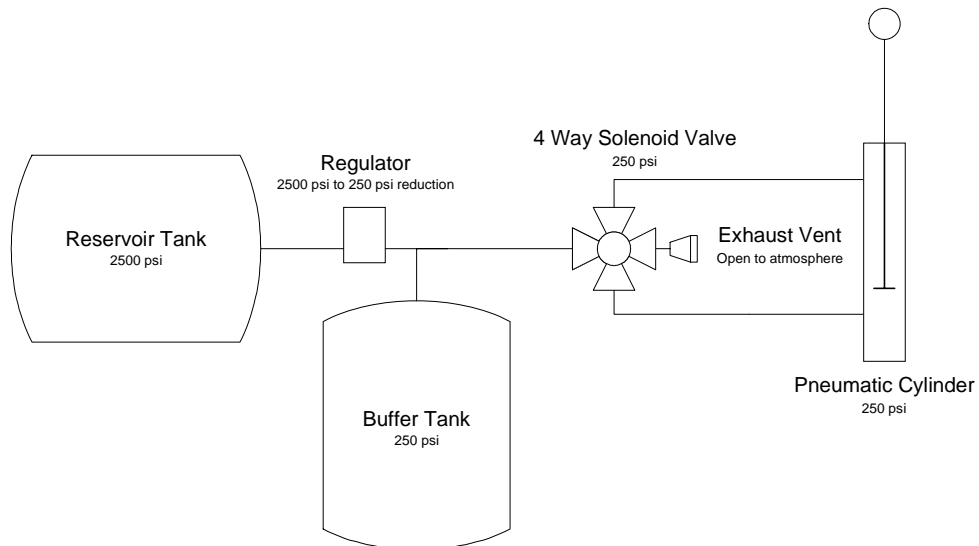 4 Way Solenoid Valve
250 psi
Regulator
2500 psi to 250 psi reduction
Reservoir Tank
2500 psi
Exhaust Vent
Open to atmosphere
Pneumatic Cylinder
250 psi
Buffer Tank
250 psi